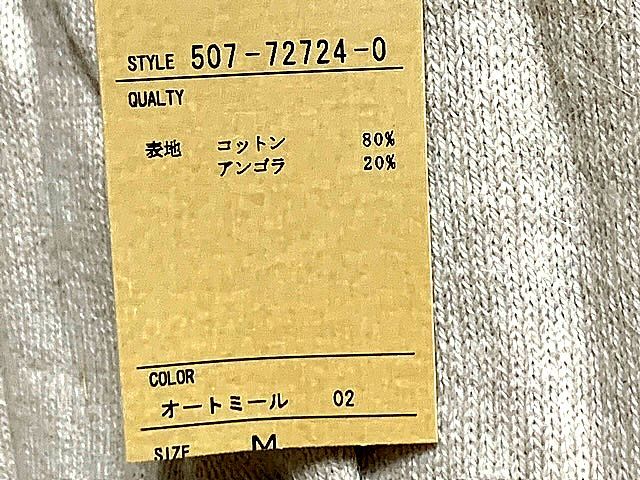 STYLE 507-72724-0
QUALTY
表地 コットン 80%
アンゴラ 20%
COLOR
オートミール 02
SIZE M